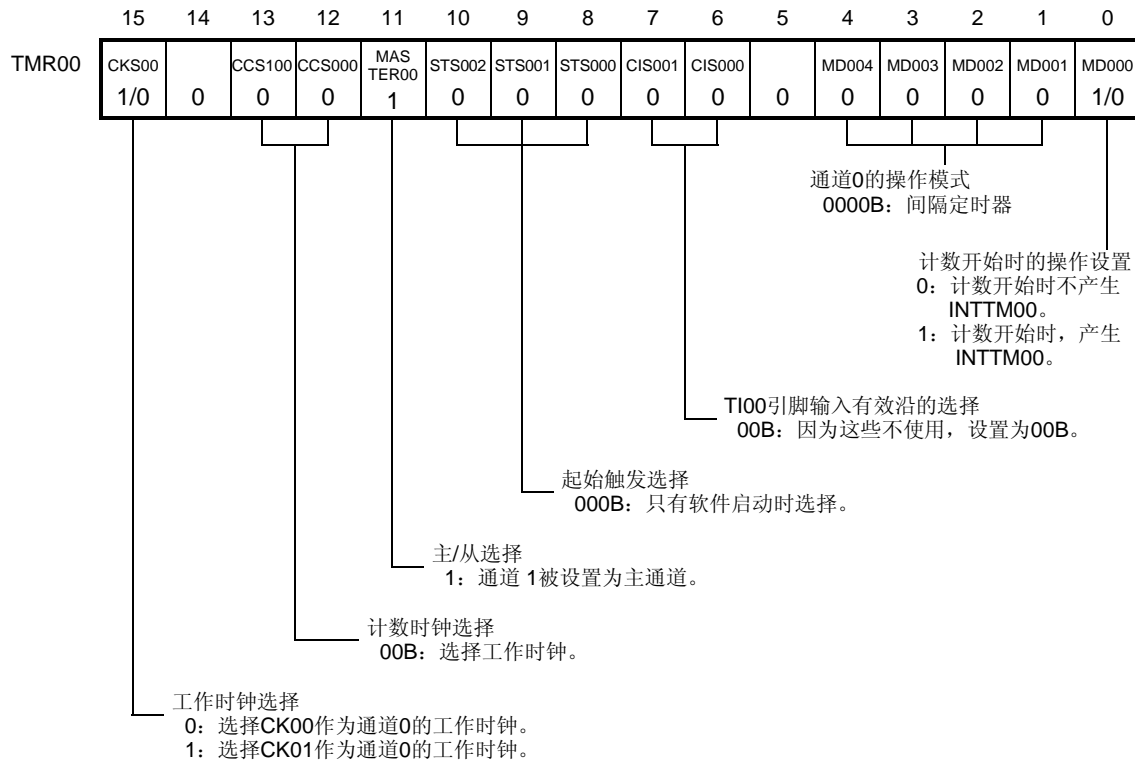 15 14 13 12 11 10 9 8 7 6 5 4 3 2 1 0
TMR00 CKS00 CCS100 CCS000 MAS TER00 STS002 STS001 STS000 CIS001 CIS000 MD004 MD003 MD002 MD001 MD000
1/0 0 0 0 1 0 0 0 0 0 0 0 0 0 0 1/0
通道0的操作模式
0000B：间隔定时器
计数开始时的操作设置
0：计数开始时不产生
INTTM00。
1：计数开始时，产生
INTTM00。
TI00引脚输入有效沿的选择
00B：因为这些不使用，设置为00B。
起始触发选择
000B：只有软件启动时选择。
主/从选择
1：通道 1被设置为主通道。
计数时钟选择
00B：选择工作时钟。
工作时钟选择
0：选择CK00作为通道0的工作时钟。
1：选择CK01作为通道0的工作时钟。